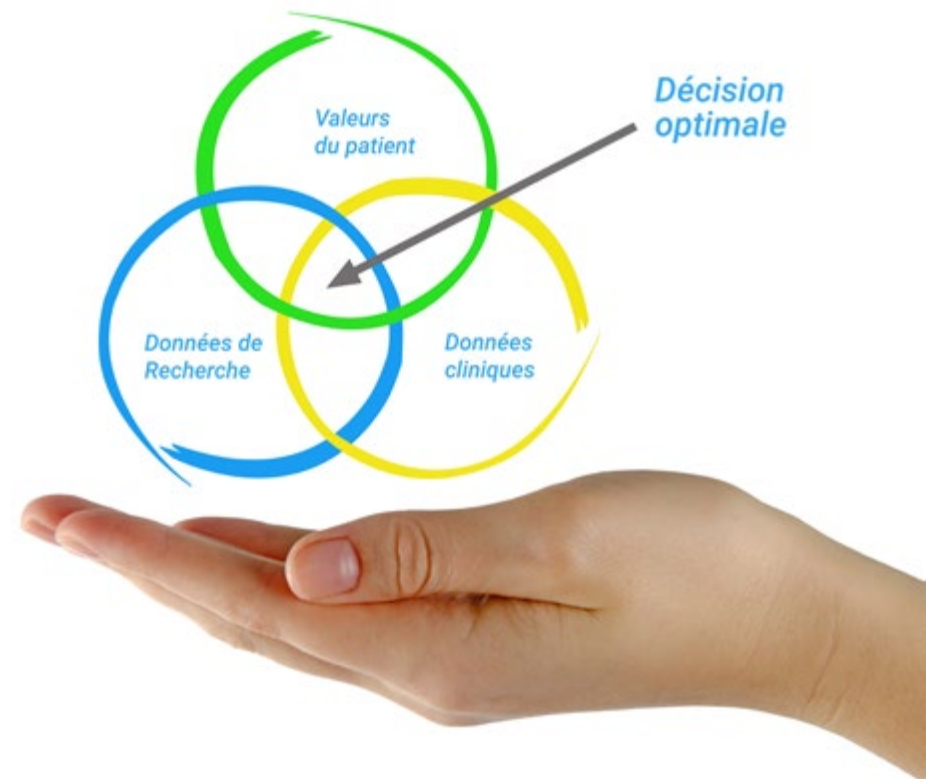 Valeurs
du patient
Décision
optimale
Données de
Recherche
Données
cliniques